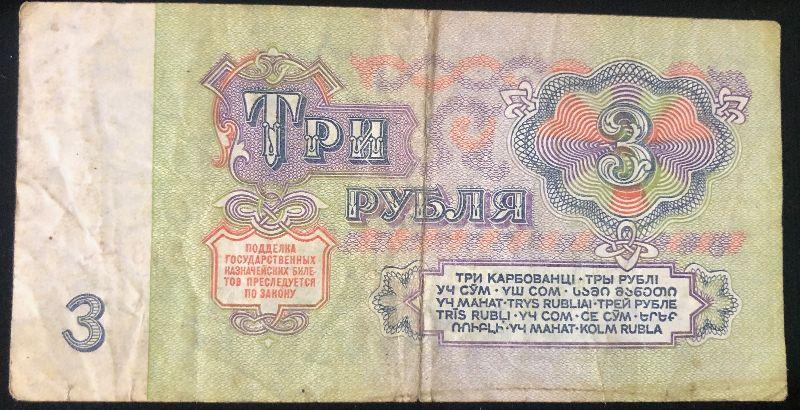 ТРИ
РУБЛЯ
3
ПОДДЕЛКА
ГОСУДАРСТВЕННЫХ
КАЗНАЧЕЙСКИХ БИЛЕ-
ТОВ ПРЕСЛЕДУЕТСЯ
ПО ЗАКОНУ
3
ТРИ КАРБОВАНЦІ · ТРЫ РУБЛІ
УЧ СЎМ · ҮШ СОМ · ᲡᲐᲛᲘ ᲛᲐᲜᲔᲗᲘ
ҮЧ МАНАТ · TRYS RUBLIAI · ТРЕЙ РУБЛЕ
TRĪS RUBĻI · ҮЧ СОМ · СЕ СЎМ · ԵՐԵՔ
ՌՈՒԲԼԻ · ҮЧ МАНАТ · KOLM RUBLA